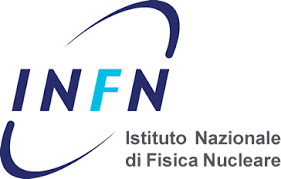 INFN
Istituto Nazionale
di Fisica Nucleare